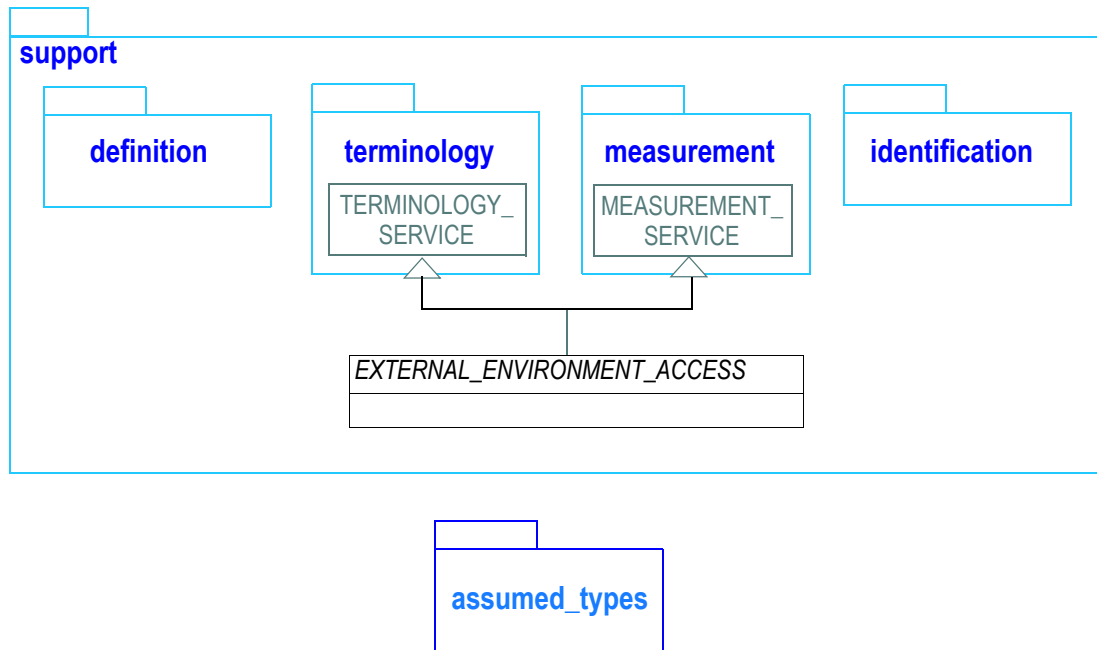 support
definition
terminology
measurement
identification
TERMINOLOGY_
SERVICE
MEASUREMENT_
SERVICE
EXTERNAL_ENVIRONMENT_ACCESS
assumed_types